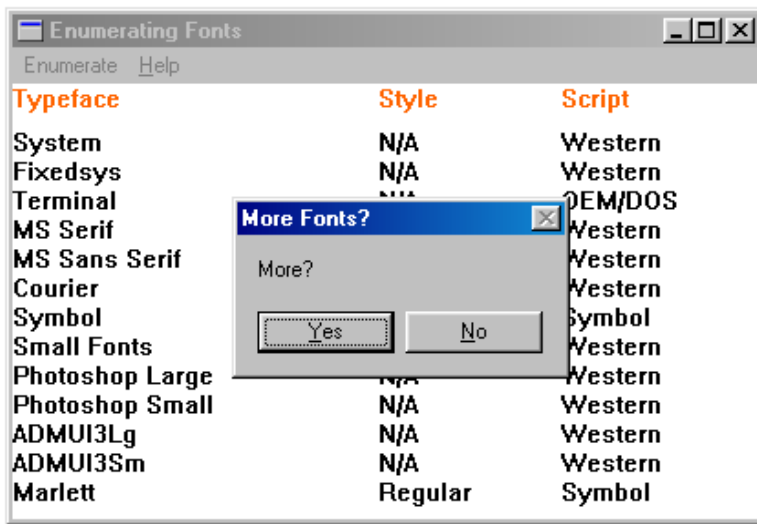 Enumerating Fonts
Enumerate Help
Typeface Style Script
System N/A Western
Fixedsys N/A Western
Terminal OEM/DOS
MS Serif Western
MS Sans Serif Western
Courier Western
Symbol Symbol
Small Fonts Western
Photoshop Large N/A Western
Photoshop Small N/A Western
ADMUI3Lg N/A Western
ADMUI3Sm N/A Western
Marlett Regular Symbol
More Fonts?
More?
Yes No